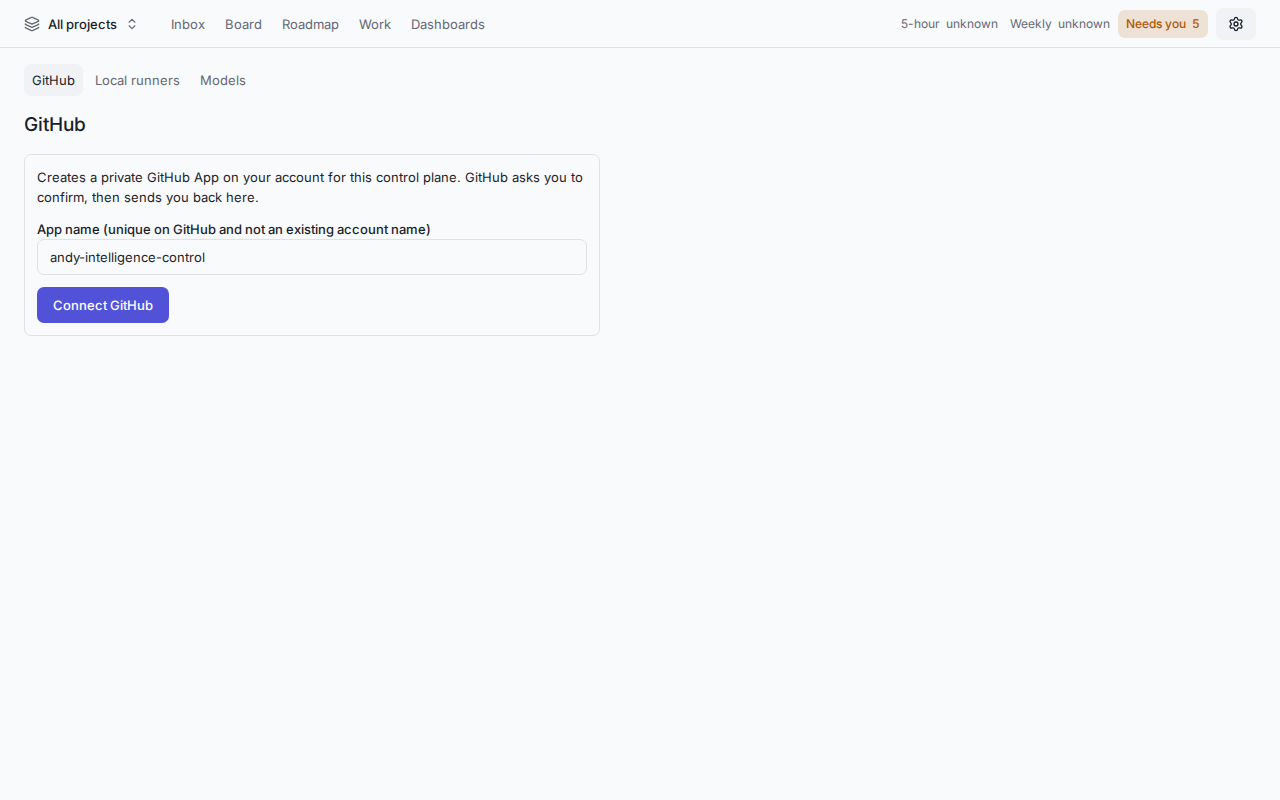 All projects
Inbox
Board
Roadmap
Work
Dashboards
5-hour unknown
Weekly unknown
Needs you 5
GitHub
Local runners
Models
GitHub
Creates a private GitHub App on your account for this control plane. GitHub asks you to
confirm, then sends you back here.
App name (unique on GitHub and not an existing account name)
andy-intelligence-control
Connect GitHub